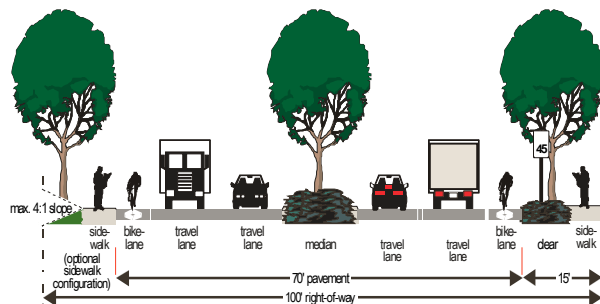 45
max. 4:1 slope
side-
walk
(optional
sidewalk
configuration)
bike-
lane
travel
lane
travel
lane
median
travel
lane
travel
lane
bike-
lane
clear
side-
walk
70' pavement
15'
100' right-of-way